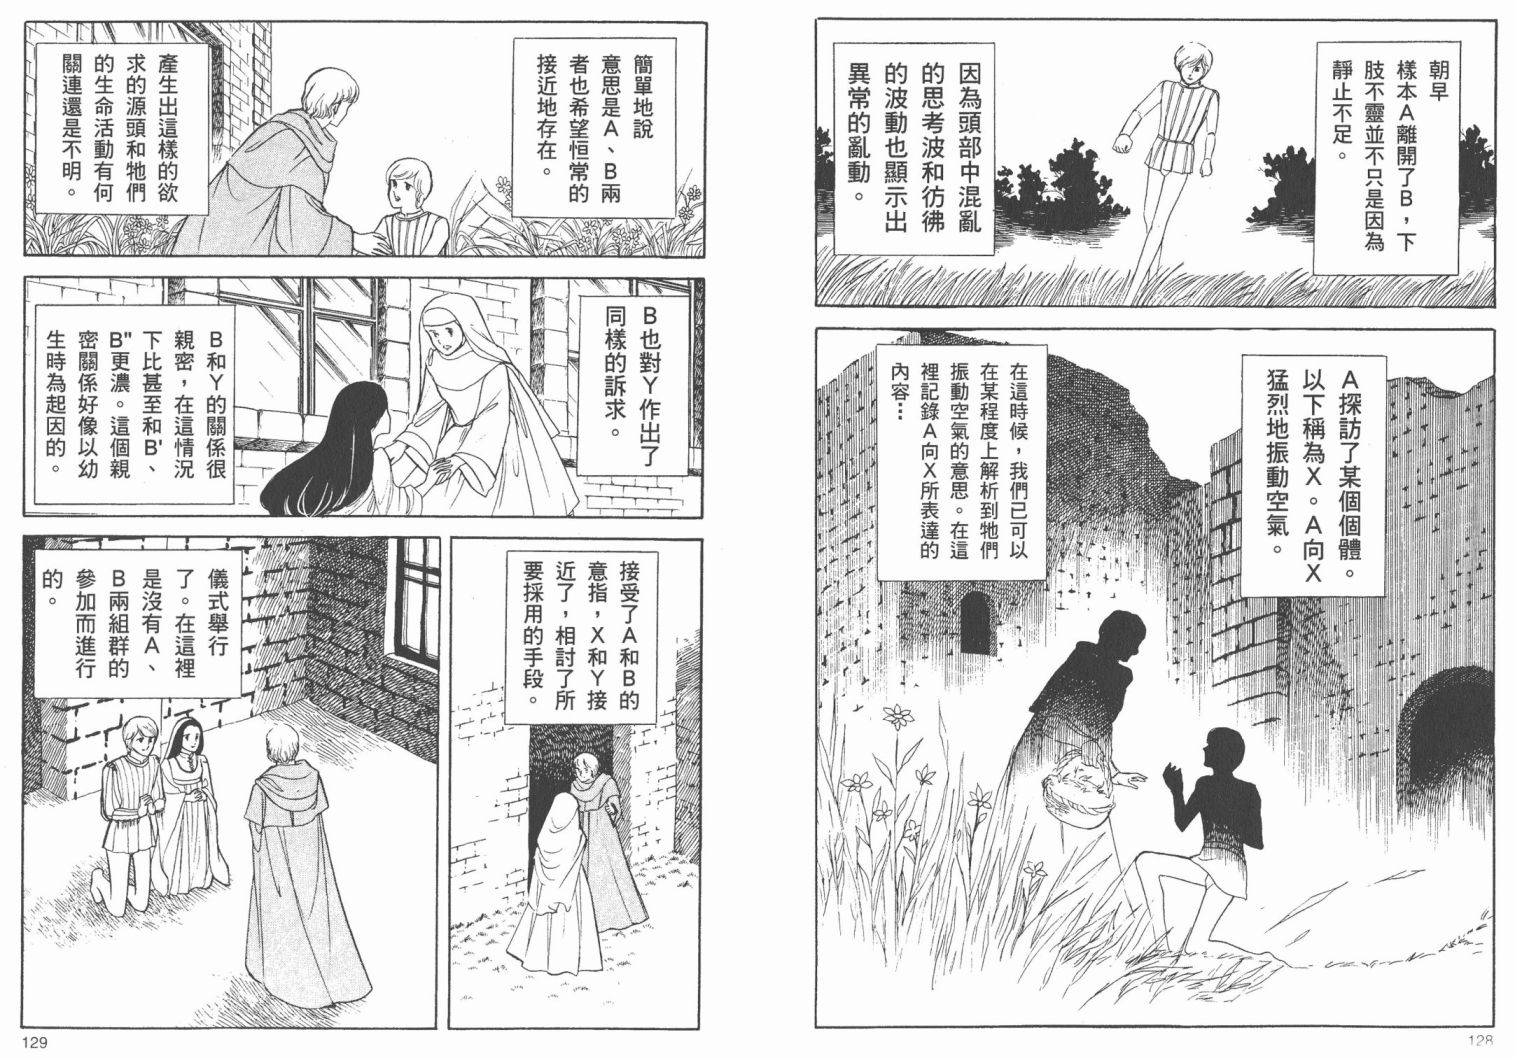 朝早
樣本A離開了B，下
肢不靈並不只是因為
靜止不足。
因為頭部中混亂
的思考波和彷彿
的波動也顯示出
異常的亂動。
A探訪了某個個體。
以下稱為X。A向X
猛烈地振動空氣。
在這時候，我們已可以
在某程度上解析到牠們
振動空氣的意思。在這
裡記錄A向X所表達的
內容…
128
簡單地說
意思是A、B兩
者也希望恒常的
接近地存在。
產生出這樣的欲
求的源頭和牠們
的生命活動有何
關連還是不明。
B也對Y作出了
同樣的訴求。
B和Y的關係很
親密，在這情況
下比甚至和B'、
B"更濃。這個親
密關係好像以幼
生時為起因的。
接受了A和B的
意指，X和Y接
近了，相討了所
要採用的手段。
儀式舉行
了。在這裡
是沒有A、
B兩組群的
參加而進行
的。
129